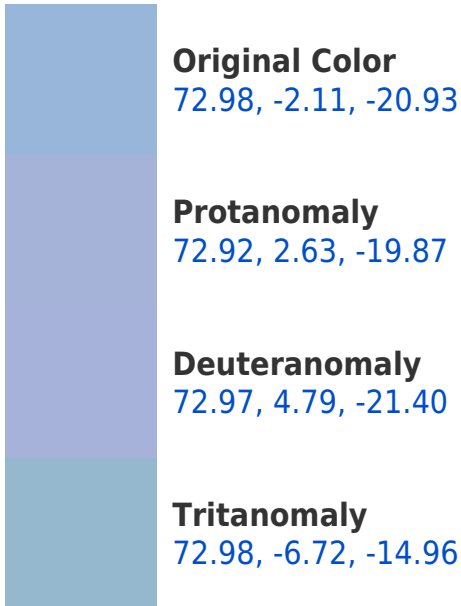 Original Color
72.98, -2.11, -20.93
Protanomaly
72.92, 2.63, -19.87
Deuteranomaly
72.97, 4.79, -21.40
Tritanomaly
72.98, -6.72, -14.96